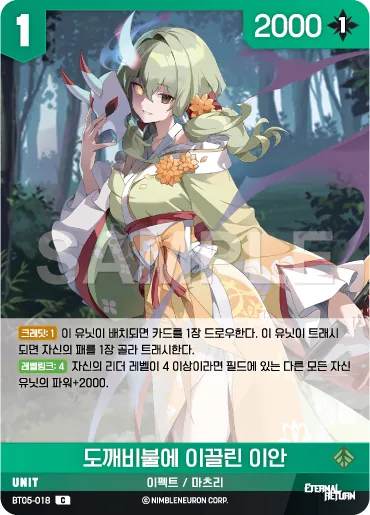 1
2000 1
SAMPLE
크레딧: 1 이 유닛이 배치되면 카드를 1장 드로우한다. 이 유닛이 트래시
되면 자신의 패를 1장 골라 트래시한다.
레벨링크: 4 자신의 리더 레벨이 4 이상이라면 필드에 있는 다른 모든 자신
유닛의 파워+2000.
도깨비불에 이끌린 이안
UNIT 이펙트 / 마츠리
BT05-018 C ⓒ NIMBLENEURON CORP. ETERNAL RETURN